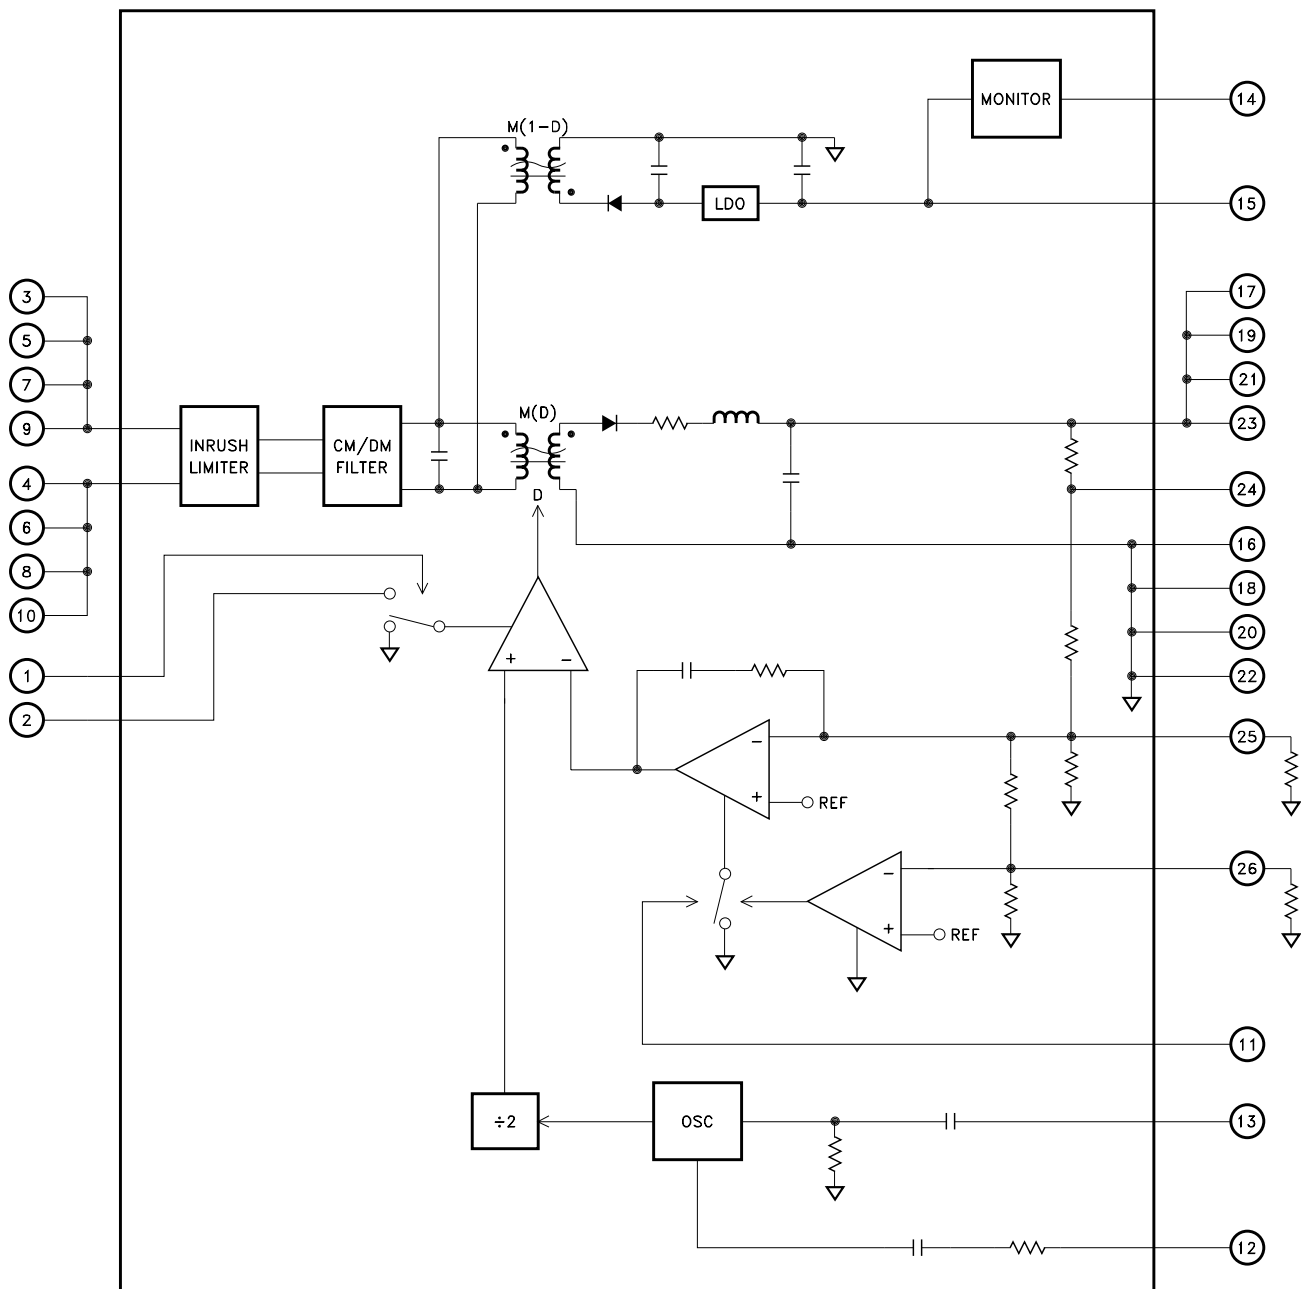 MONITOR
14
M(1-D)
LDO
15
3
17
5
19
7
21
M(D)
9
23
INRUSH
LIMITER
CM/DM
FILTER
4
24
D
6
16
8
18
10
20
+ −
1
22
2
25
−
+
REF
26
−
+
REF
11
÷2
OSC
13
12